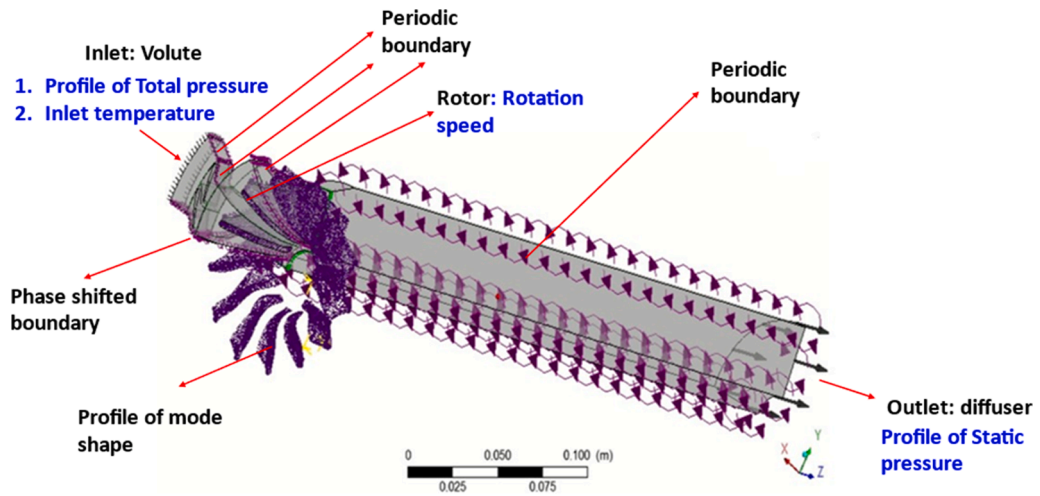 Periodic
boundary
Inlet: Volute
1. Profile of Total pressure
2. Inlet temperature
Periodic
boundary
Rotor: Rotation
speed
Phase shifted
boundary
Profile of mode
shape
Outlet: diffuser
Profile of Static
pressure
0 0.050 0.100 (m)
0.025 0.075
X Y Z